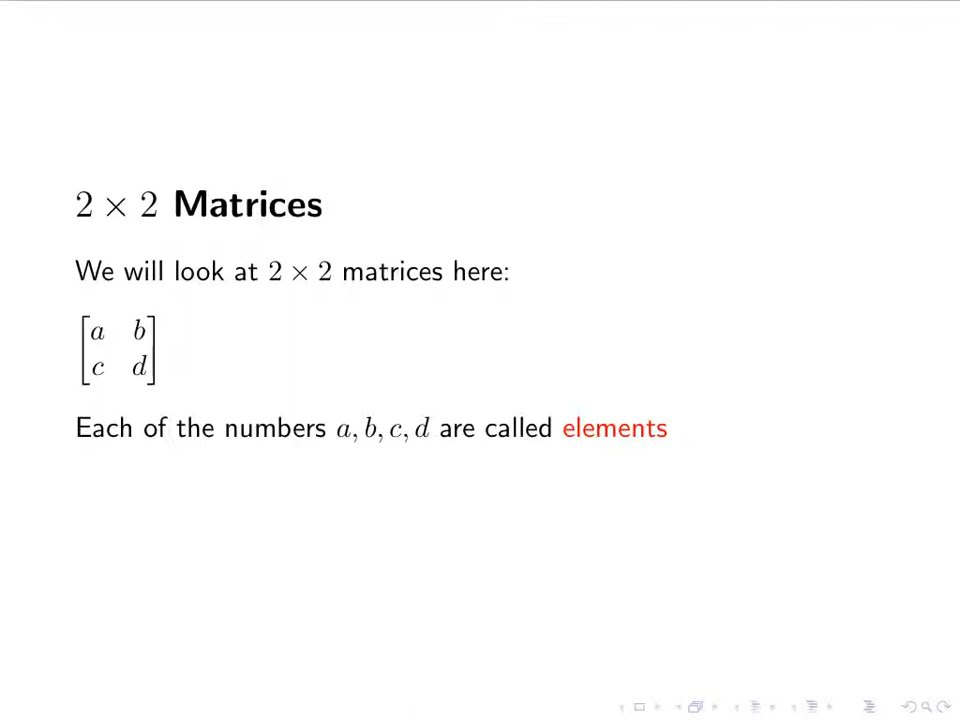 2 × 2 Matrices
We will look at 2 × 2 matrices here:
[a b
c d]
Each of the numbers a, b, c, d are called elements